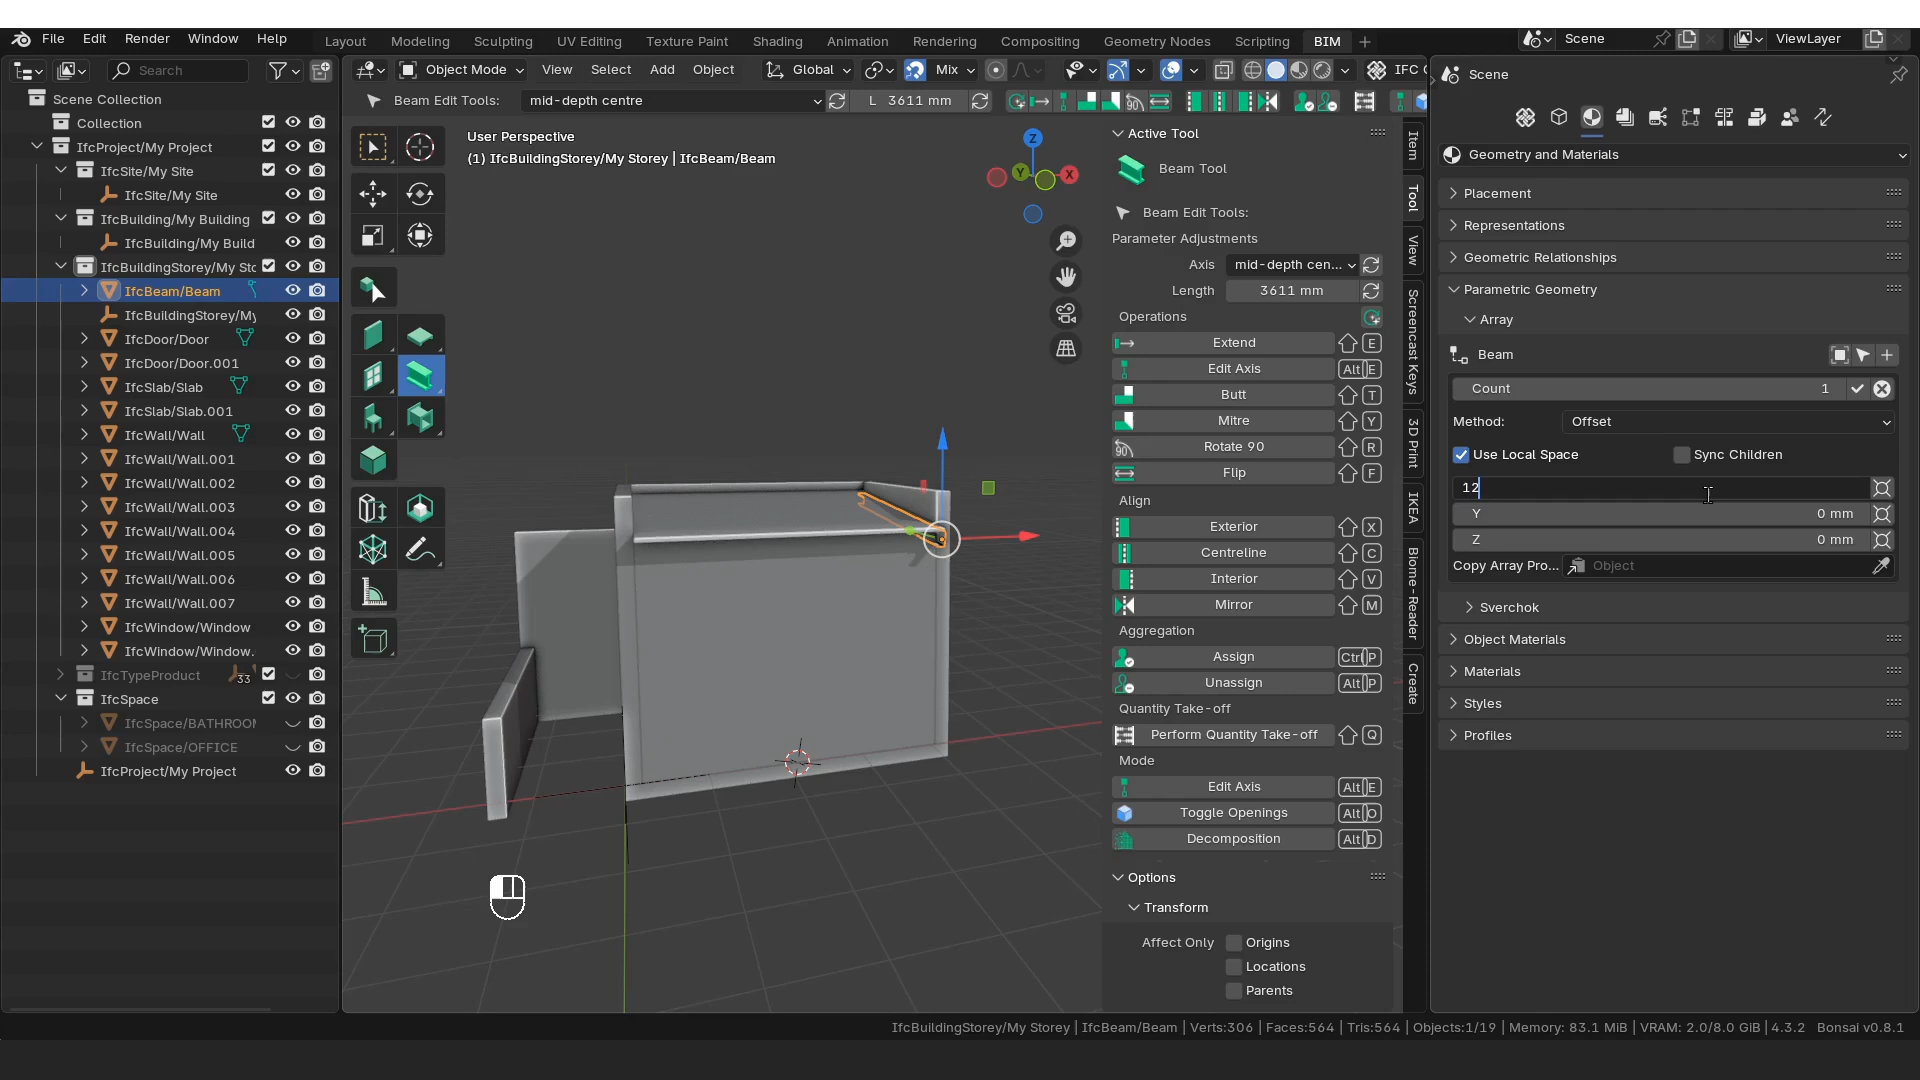 File Edit Render Window Help
Layout Modeling Sculpting UV Editing Texture Paint Shading Animation Rendering Compositing Geometry Nodes Scripting BIM
Scene
ViewLayer
Search
Object Mode View Select Add Object Global Mix IFC C
Beam Edit Tools: mid-depth centre L 3611 mm
Scene Collection
Collection
IfcProject/My Project
IfcSite/My Site
IfcSite/My Site
IfcBuilding/My Building
IfcBuilding/My Build
IfcBuildingStorey/My Sto
IfcBeam/Beam
IfcBuildingStorey/My
IfcDoor/Door
IfcDoor/Door.001
IfcSlab/Slab
IfcSlab/Slab.001
IfcWall/Wall
IfcWall/Wall.001
IfcWall/Wall.002
IfcWall/Wall.003
IfcWall/Wall.004
IfcWall/Wall.005
IfcWall/Wall.006
IfcWall/Wall.007
IfcWindow/Window
IfcWindow/Window.
IfcTypeProduct 33
IfcSpace
IfcSpace/BATHROOM
IfcSpace/OFFICE
IfcProject/My Project
User Perspective
(1) IfcBuildingStorey/My Storey | IfcBeam/Beam
Z
Y
X
Active Tool
Beam Tool
Beam Edit Tools:
Parameter Adjustments
Axis mid-depth cen...
Length 3611 mm
Operations
Extend E
Edit Axis Alt E
Butt T
Mitre Y
Rotate 90 R
Flip F
Align
Exterior X
Centreline C
Interior V
Mirror M
Aggregation
Assign Ctrl P
Unassign Alt P
Quantity Take-off
Perform Quantity Take-off Q
Mode
Edit Axis Alt E
Toggle Openings Alt O
Decomposition Alt D
Options
Transform
Affect Only Origins
Locations
Parents
Item
Tool
View
Screencast Keys
3D Print
IKEA
Biome-Reader
Create
Scene
Geometry and Materials
Placement
Representations
Geometric Relationships
Parametric Geometry
Array
Beam
Count 1
Method: Offset
Use Local Space Sync Children
12
Y 0 mm
Z 0 mm
Copy Array Pro... Object
Sverchok
Object Materials
Materials
Styles
Profiles
IfcBuildingStorey/My Storey | IfcBeam/Beam | Verts:306 | Faces:564 | Tris:564 | Objects:1/19 | Memory: 83.1 MiB | VRAM: 2.0/8.0 GiB | 4.3.2 Bonsai v0.8.1